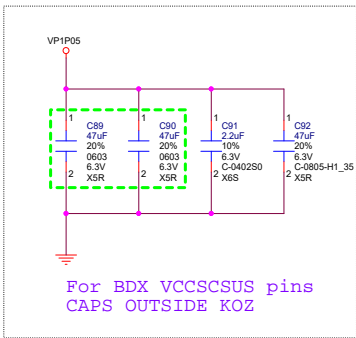 VP1P05
1
C89
47uF
20%
0603
6.3V
X5R
2
1
C90
47uF
20%
0603
6.3V
X5R
2
1
C91
2.2uF
10%
6.3V
C-0402S0
X6S
2
1
C92
47uF
20%
6.3V
C-0805-H1_35
X5R
2
For BDX VCCSCSUS pins
CAPS OUTSIDE KOZ